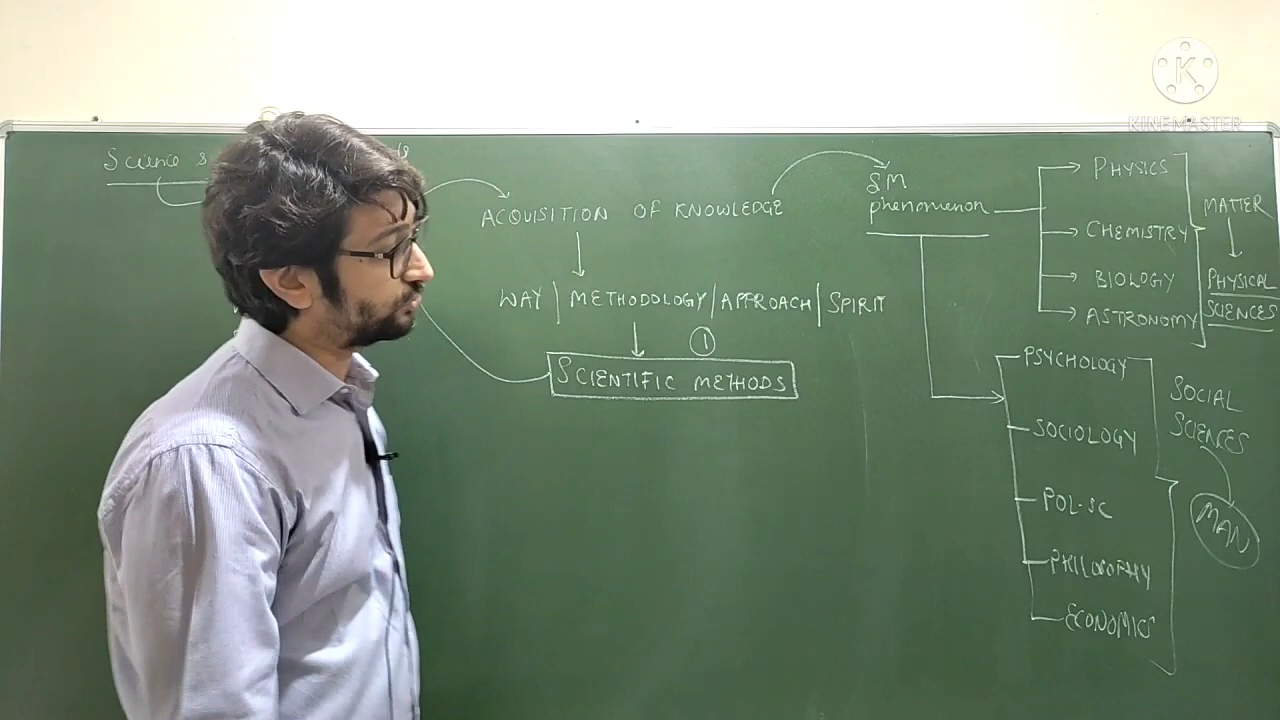 Science &
ACQUISITION OF KNOWLEDGE
WAY | METHODOLOGY / APPROACH | SPIRIT
①
SCIENTIFIC METHODS
phenomenon
PHYSICS
CHEMISTRY
BIOLOGY
ASTRONOMY
MATTER
PHYSICAL
SCIENCES
PSYCHOLOGY
SOCIOLOGY
POL-SC
PHILOSOPHY
ECONOMICS
SOCIAL
SCIENCES
MAN
K
KINEMASTER